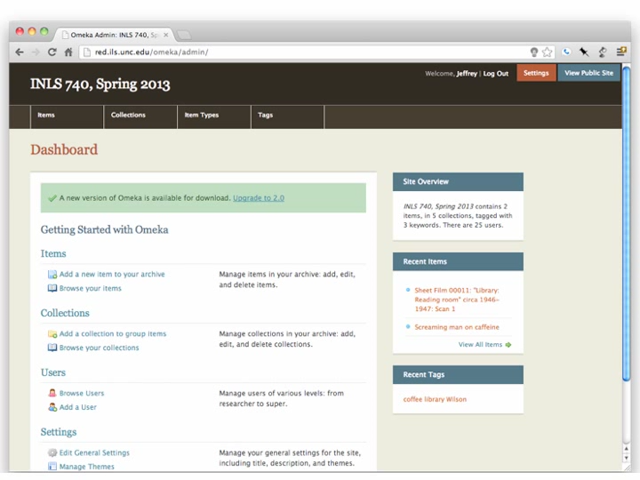 Omeka Admin: INLS 740, Sp
red.ils.unc.edu/omeka/admin/
INLS 740, Spring 2013
Welcome, Jeffrey | Log Out
Settings
View Public Site
Items
Collections
Item Types
Tags
Dashboard
A new version of Omeka is available for download. Upgrade to 2.0
Getting Started with Omeka
Items
Add a new item to your archive
Browse your items
Manage items in your archive: add, edit,
and delete items.
Collections
Add a collection to group items
Browse your collections
Manage collections in your archive: add,
edit, and delete collections.
Users
Browse Users
Add a User
Manage users of various levels: from
researcher to super.
Settings
Edit General Settings
Manage Themes
Manage your general settings for the site,
including title, description, and themes.
Site Overview
INLS 740, Spring 2013 contains 2
items, in 5 collections, tagged with
3 keywords. There are 25 users.
Recent Items
Sheet Film 00011: "Library:
Reading room" circa 1946-
1947: Scan 1
Screaming man on caffeine
View All Items
Recent Tags
coffee library Wilson